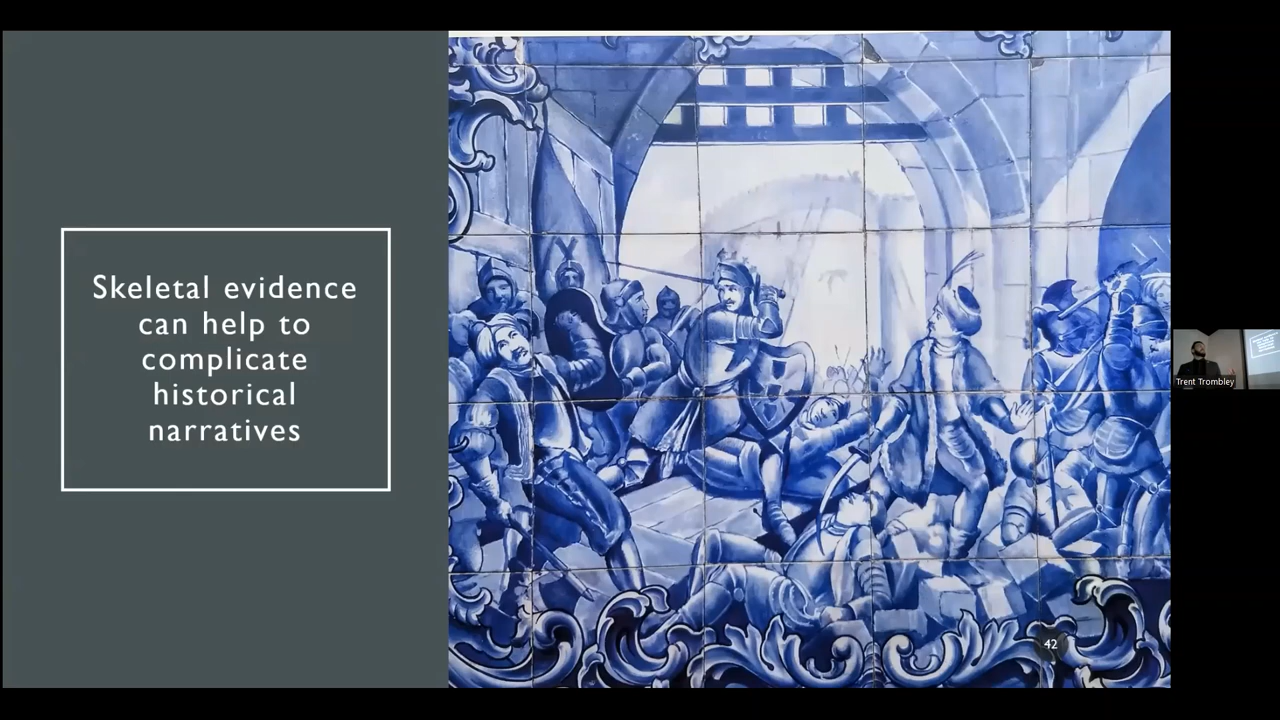 Skeletal evidence
can help to
complicate
historical
narratives
42
Trent Trombley